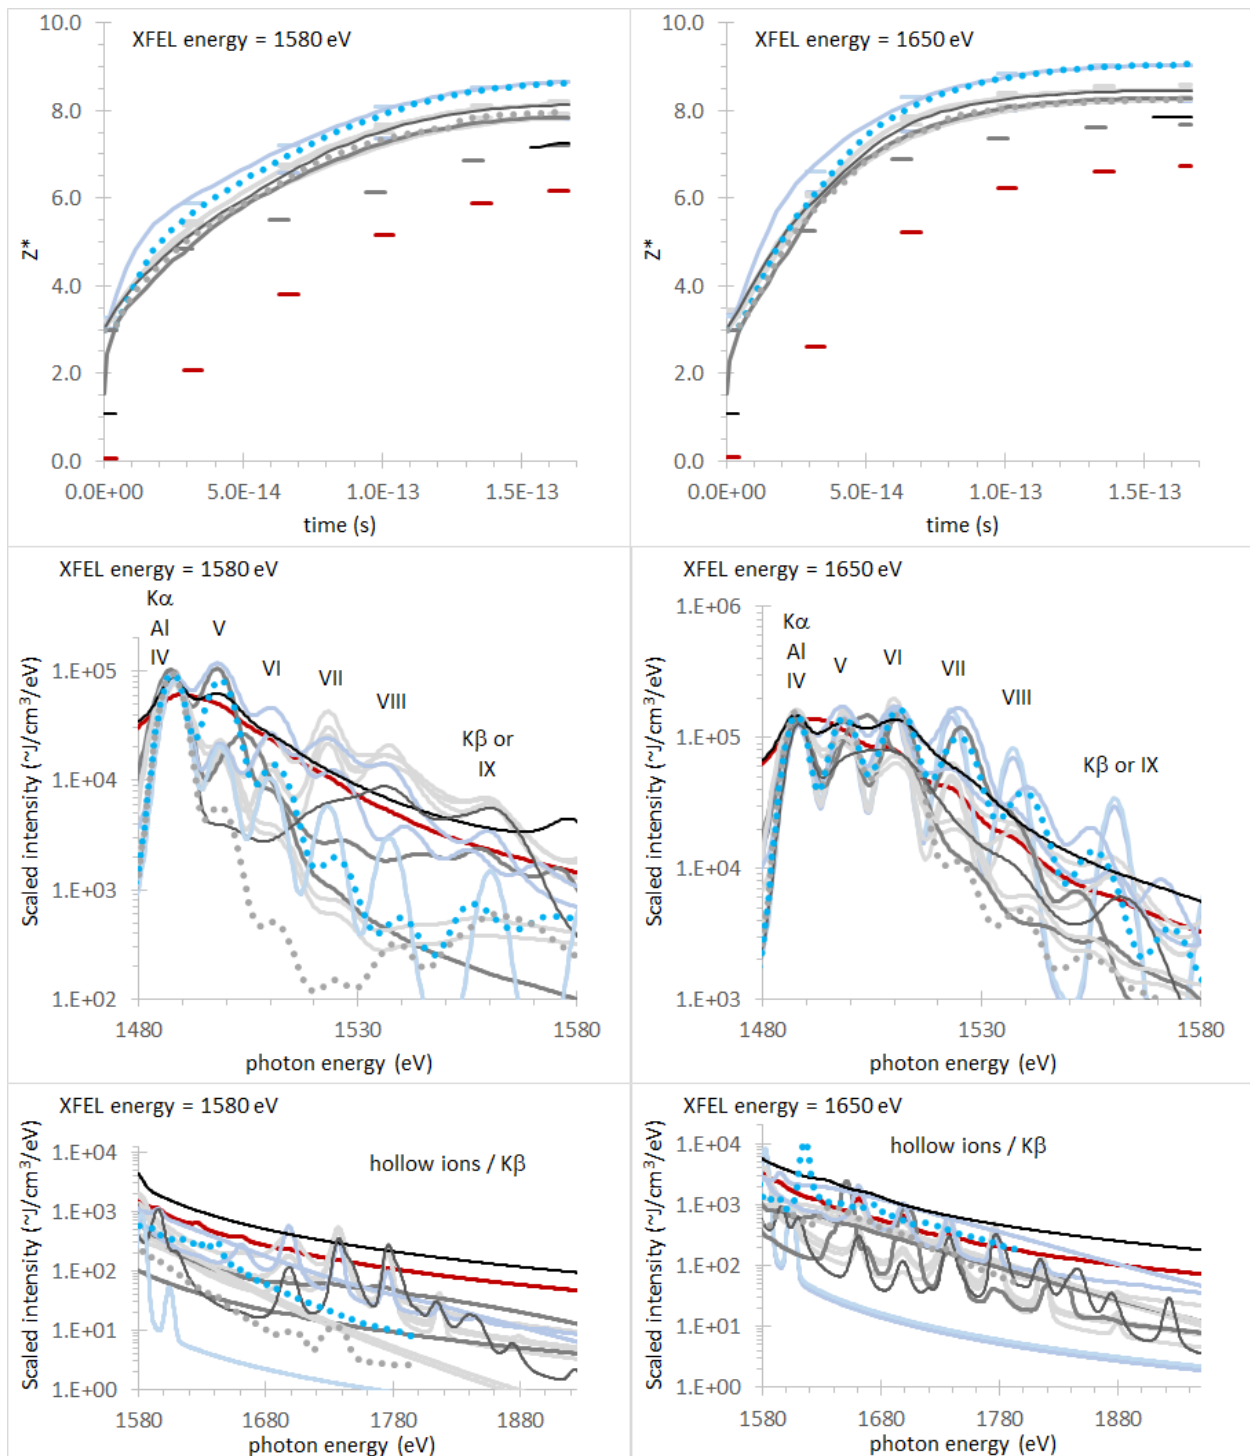 XFEL energy = 1580 eV
10.0
8.0
6.0
4.0
2.0
0.0
Z*
0.0E+00 5.0E-14 1.0E-13 1.5E-13
time (s)
XFEL energy = 1650 eV
10.0
8.0
6.0
4.0
2.0
0.0
Z*
0.0E+00 5.0E-14 1.0E-13 1.5E-13
time (s)
XFEL energy = 1580 eV
Kα
Al
IV
V
VI
VII
VIII
Kβ or
IX
1.E+05
1.E+04
1.E+03
1.E+02
Scaled intensity (~J/cm³/eV)
1480 1530 1580
photon energy (eV)
XFEL energy = 1650 eV
Kα
Al
IV
V
VI
VII
VIII
Kβ or IX
1.E+06
1.E+05
1.E+04
1.E+03
Scaled intensity (~J/cm³/eV)
1480 1530 1580
photon energy (eV)
XFEL energy = 1580 eV
hollow ions / Kβ
1.E+04
1.E+03
1.E+02
1.E+01
1.E+00
Scaled intensity (~J/cm³/eV)
1580 1680 1780 1880
photon energy (eV)
XFEL energy = 1650 eV
hollow ions / Kβ
1.E+04
1.E+03
1.E+02
1.E+01
1.E+00
Scaled intensity (~J/cm³/eV)
1580 1680 1780 1880
photon energy (eV)